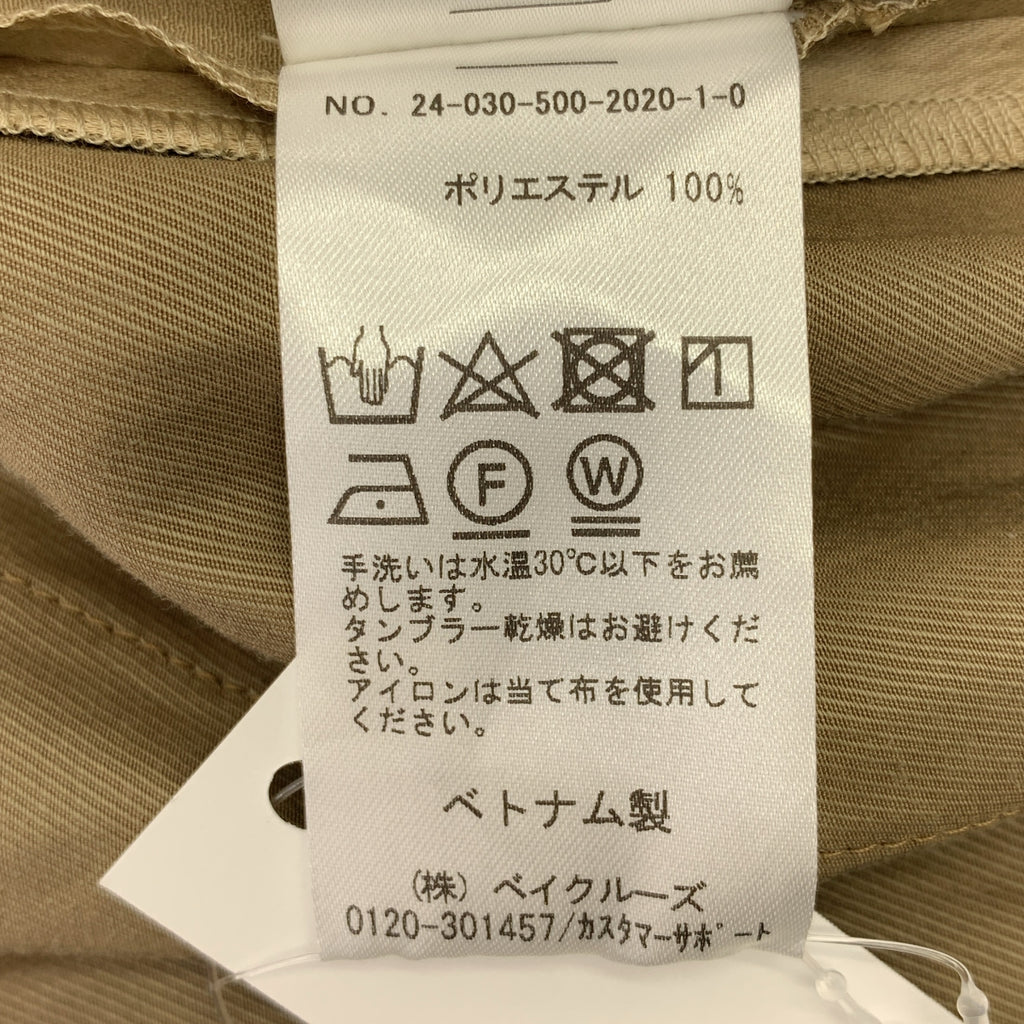 NO. 24-030-500-2020-1-0
ポリエステル 100%
F W
手洗いは水温30℃以下をお薦
めします。
タンブラー乾燥はお避けくだ
さい。
アイロンは当て布を使用して
ください。
ベトナム製
(株) ベイクルーズ
0120-301457/カスタマーサポート